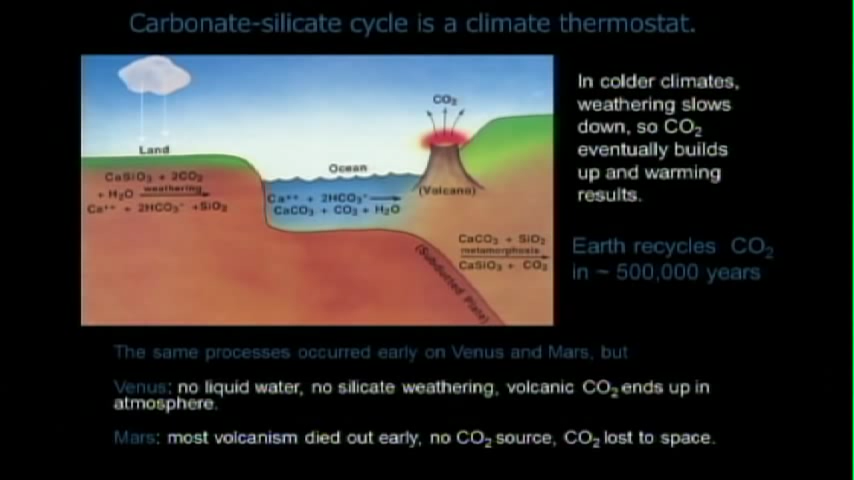 Carbonate-silicate cycle is a climate thermostat.
CO₂
Land
CaSiO₃ + 2CO₂
+ H₂O weathering
Ca⁺⁺ + 2HCO₃⁻ + SiO₂
Ocean
Ca⁺⁺ + 2HCO₃⁻
CaCO₃ + CO₂ + H₂O
(Volcano)
CaCO₃ + SiO₂
metamorphosis
CaSiO₃ + CO₂
(Subducted Plate)
In colder climates,
weathering slows
down, so CO₂
eventually builds
up and warming
results.
Earth recycles CO₂
in ~ 500,000 years
The same processes occurred early on Venus and Mars, but
Venus: no liquid water, no silicate weathering, volcanic CO₂ ends up in
atmosphere.
Mars: most volcanism died out early, no CO₂ source, CO₂ lost to space.